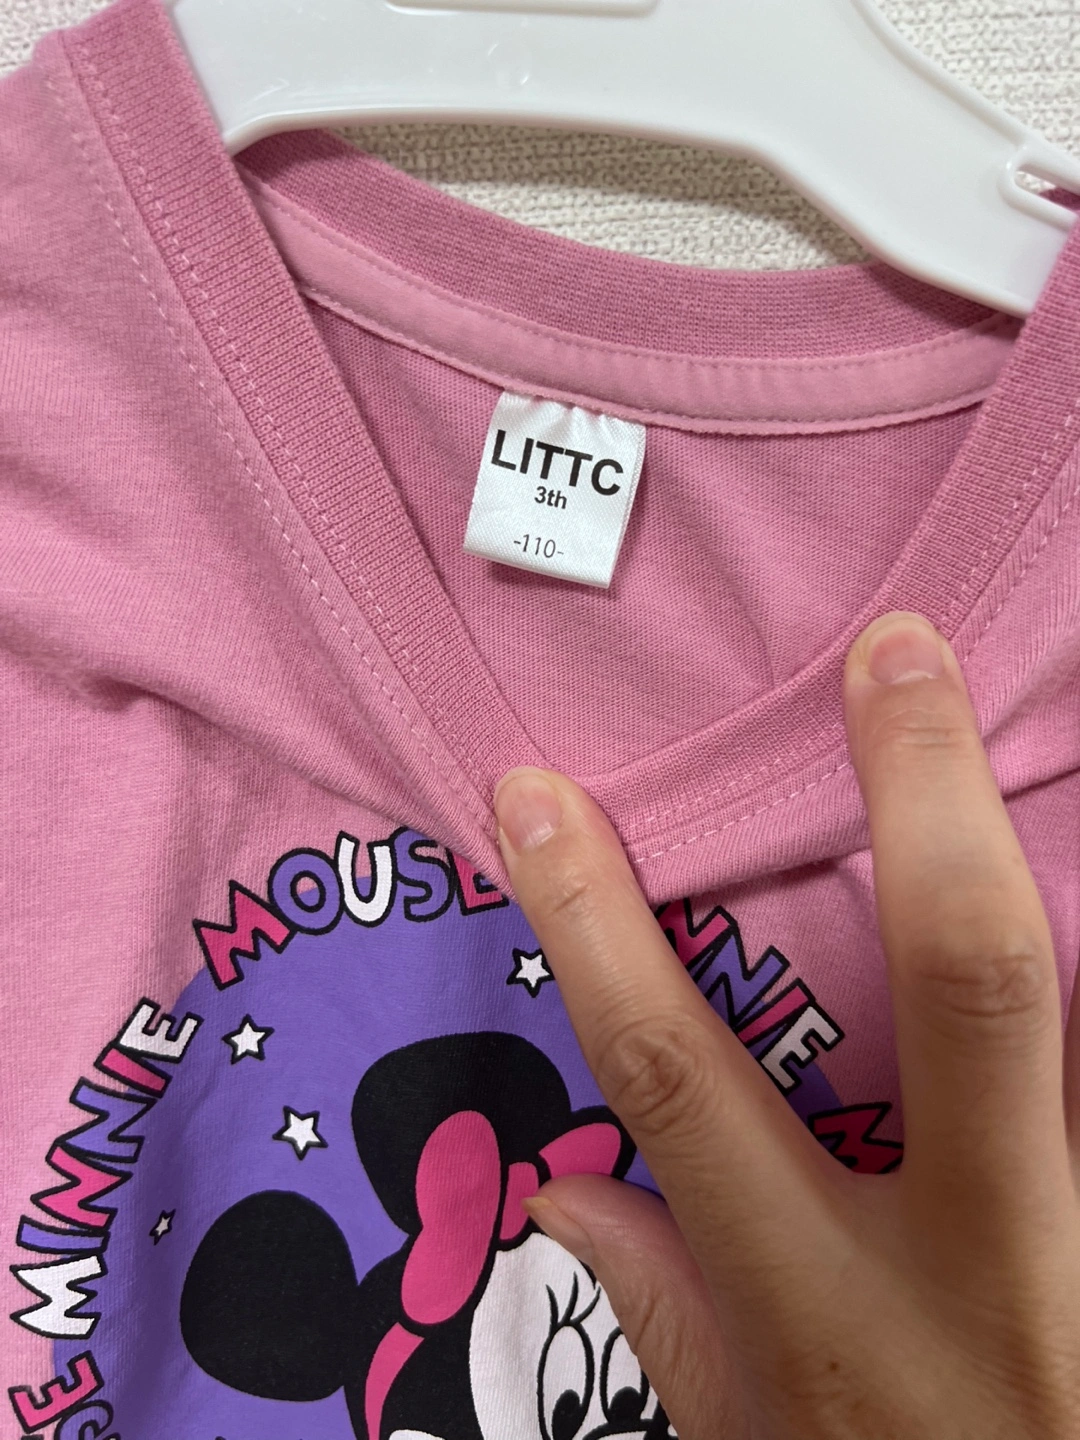 LITTC
3th
-110-
MINNIE MOUSE MINNIE M